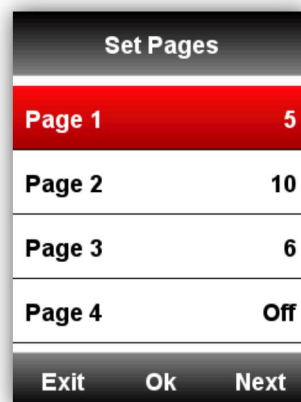 Set Pages
Page 1 5
Page 2 10
Page 3 6
Page 4 Off
Exit Ok Next